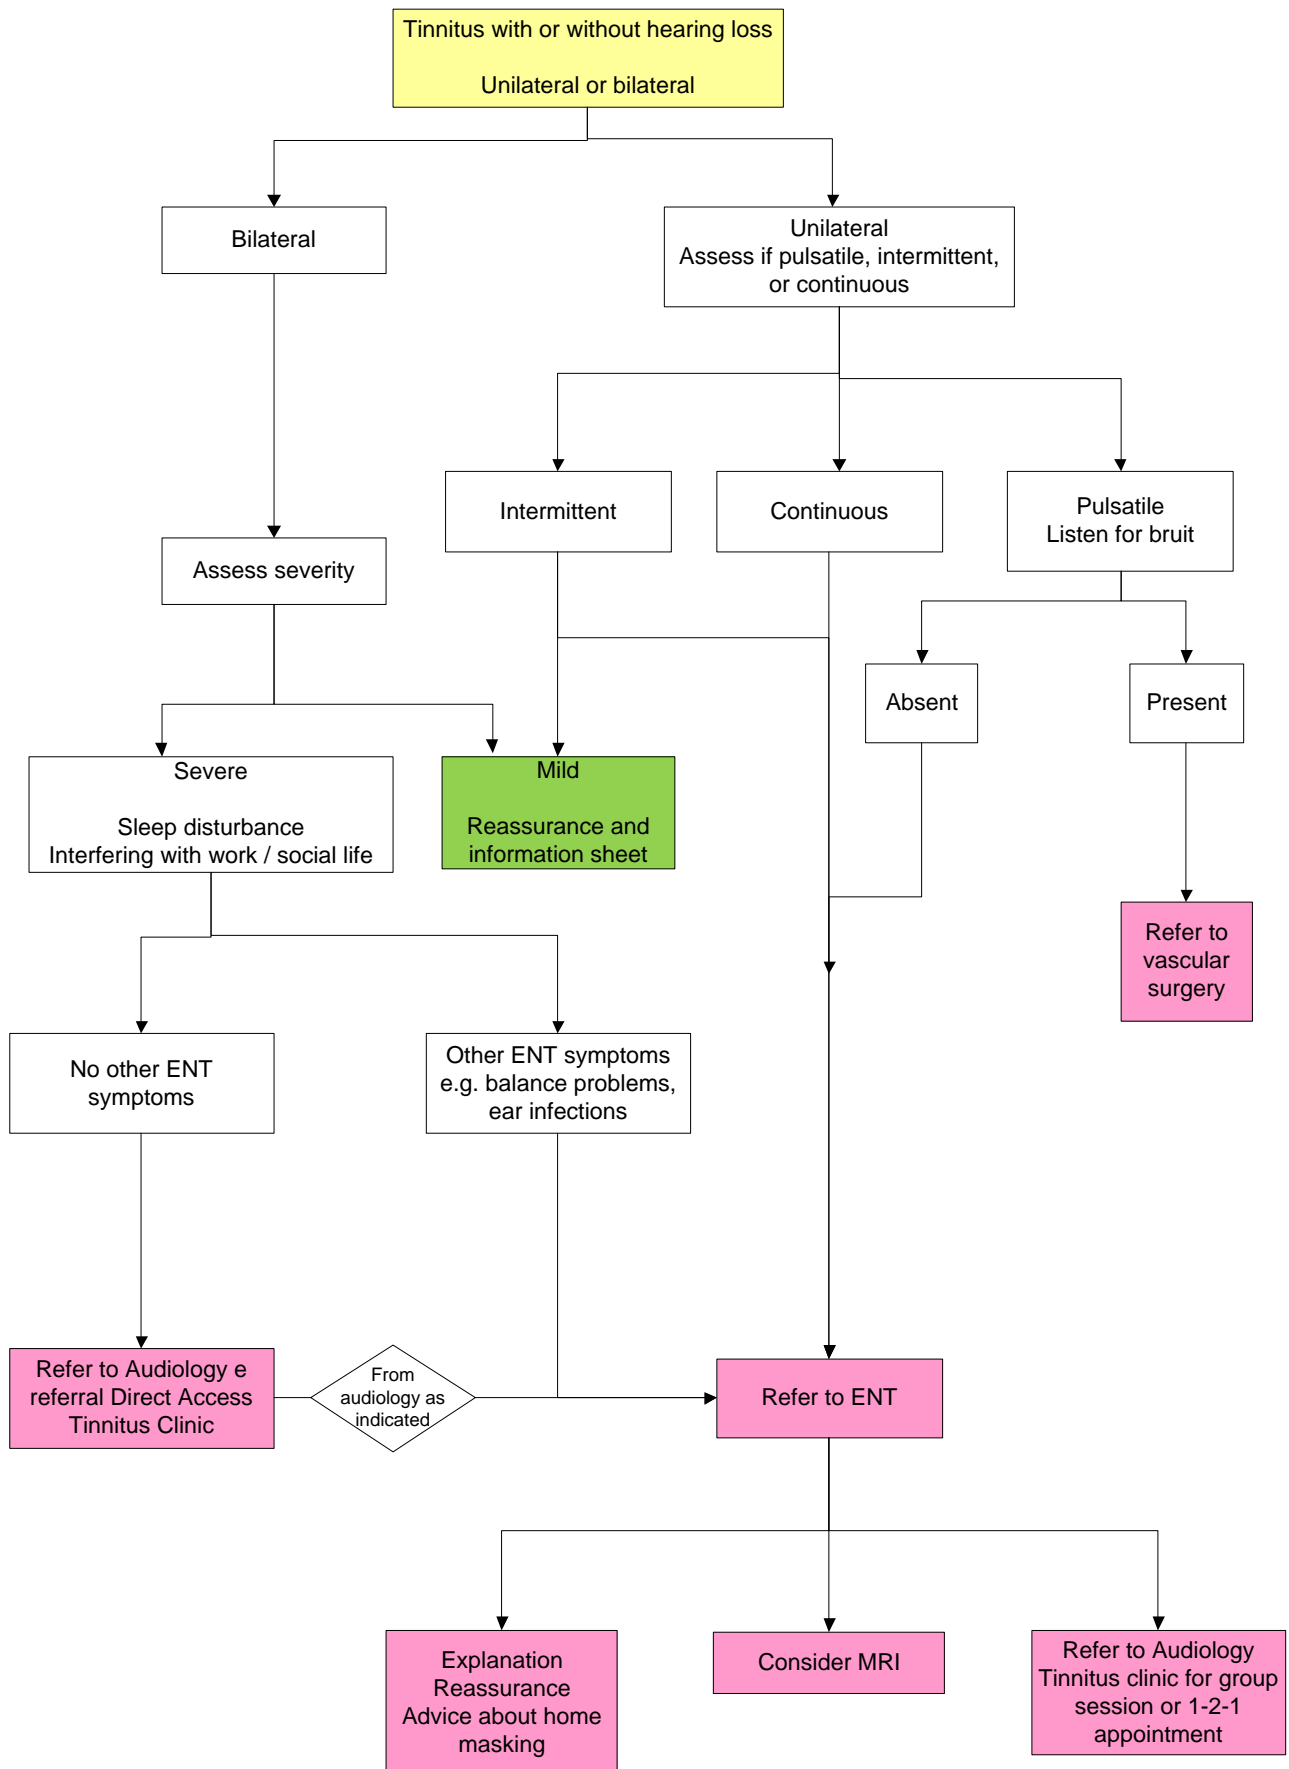 Tinnitus with or without hearing loss
Unilateral or bilateral
Bilateral
Unilateral
Assess if pulsatile, intermittent,
or continuous
Intermittent
Continuous
Pulsatile
Listen for bruit
Assess severity
Absent
Present
Severe
Sleep disturbance
Interfering with work / social life
Mild
Reassurance and
information sheet
Refer to
vascular
surgery
No other ENT
symptoms
Other ENT symptoms
e.g. balance problems,
ear infections
Refer to Audiology e
referral Direct Access
Tinnitus Clinic
From
audiology as
indicated
Refer to ENT
Explanation
Reassurance
Advice about home
masking
Consider MRI
Refer to Audiology
Tinnitus clinic for group
session or 1-2-1
appointment